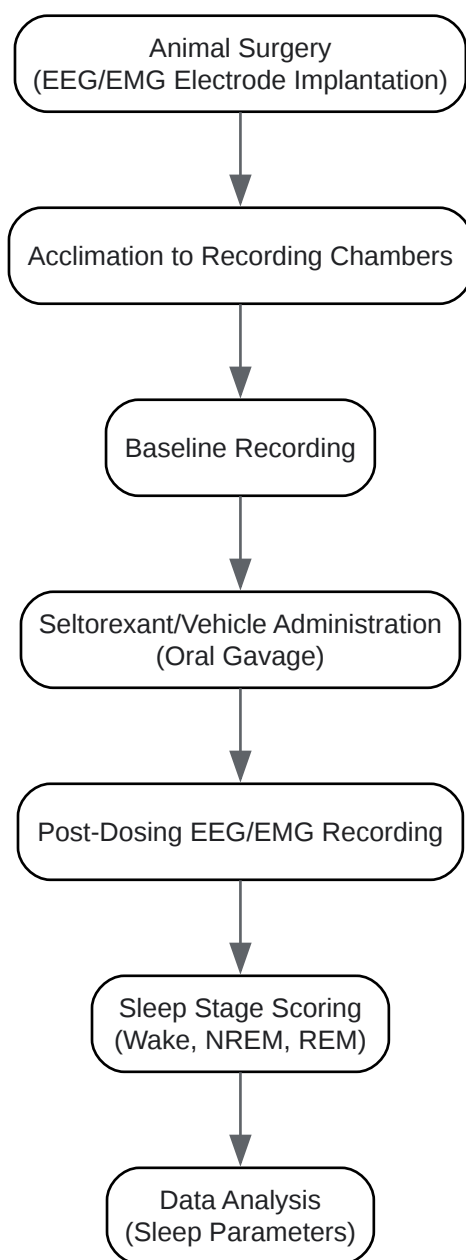 Animal Surgery
(EEG/EMG Electrode Implantation)
Acclimation to Recording Chambers
Baseline Recording
Seltorexant/Vehicle Administration
(Oral Gavage)
Post-Dosing EEG/EMG Recording
Sleep Stage Scoring
(Wake, NREM, REM)
Data Analysis
(Sleep Parameters)